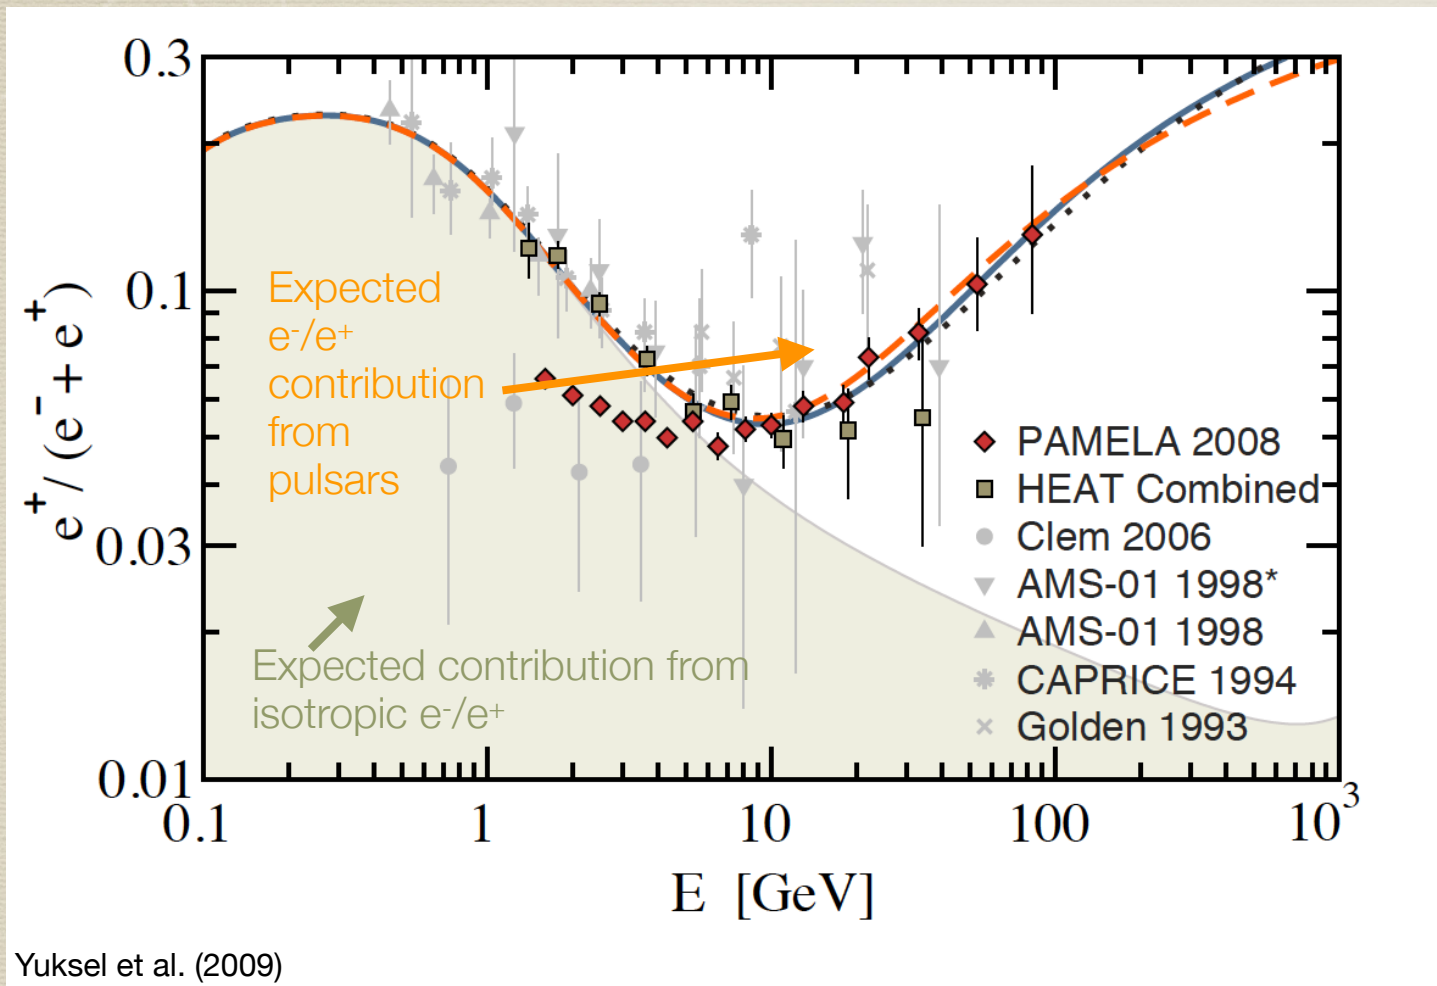 0.3
0.1
0.03
0.01
e⁺/(e⁻+ e⁺)
Expected
e⁻/e⁺
contribution
from
pulsars
Expected contribution from
isotropic e⁻/e⁺
PAMELA 2008
HEAT Combined
Clem 2006
AMS-01 1998*
AMS-01 1998
CAPRICE 1994
Golden 1993
0.1 1 10 100 10³
E [GeV]
Yuksel et al. (2009)